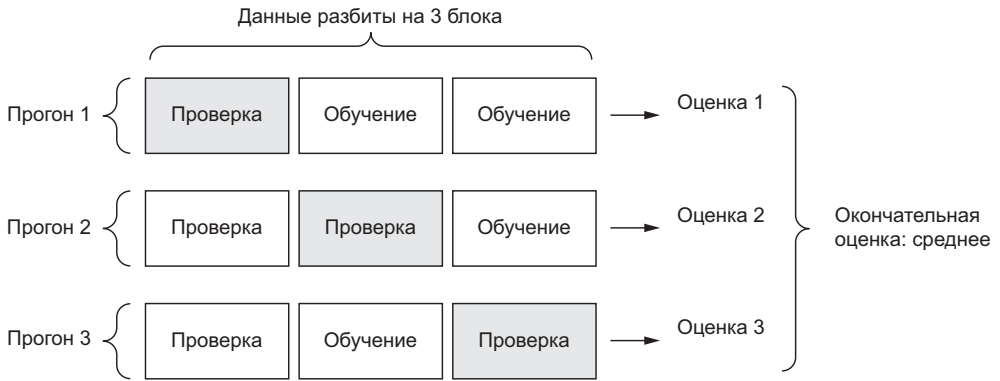 Данные разбиты на 3 блока
Прогон 1
Проверка
Обучение
Обучение
Оценка 1
Прогон 2
Проверка
Проверка
Обучение
Оценка 2
Окончательная
оценка: среднее
Прогон 3
Проверка
Обучение
Проверка
Оценка 3